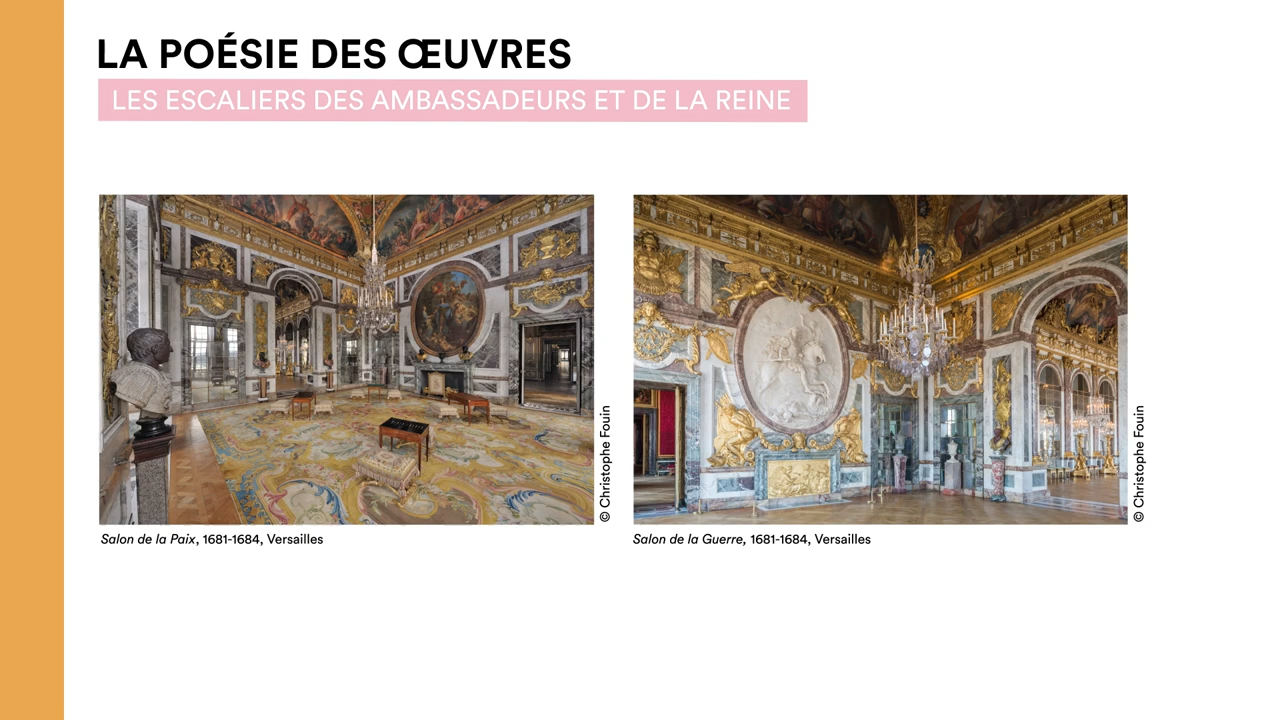 LA POÉSIE DES ŒUVRES
LES ESCALIERS DES AMBASSADEURS ET DE LA REINE
© Christophe Fouin
© Christophe Fouin
Salon de la Paix, 1681-1684, Versailles
Salon de la Guerre, 1681-1684, Versailles